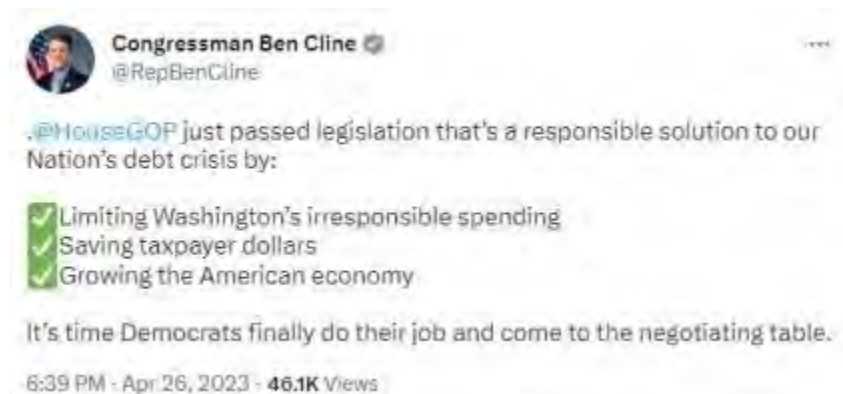 Congressman Ben Cline
@RepBenCline
.@HouseGOP just passed legislation that's a responsible solution to our
Nation's debt crisis by:
✅Limiting Washington's irresponsible spending
✅Saving taxpayer dollars
✅Growing the American economy
It's time Democrats finally do their job and come to the negotiating table.
6:39 PM · Apr 26, 2023 · 46.1K Views